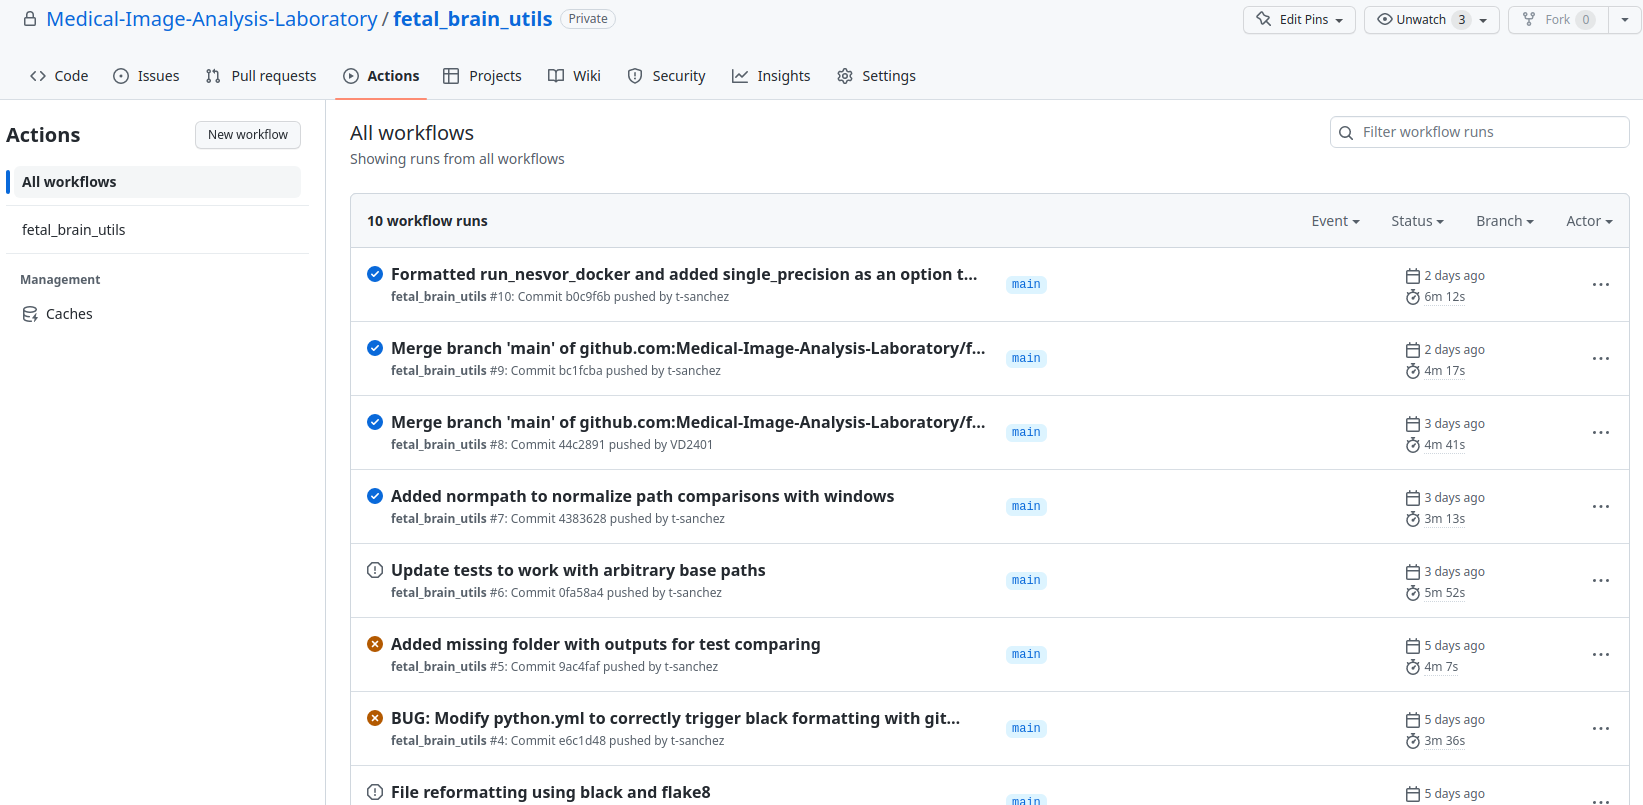 Medical-Image-Analysis-Laboratory / fetal_brain_utils Private
Edit Pins Unwatch 3 Fork 0
Code Issues Pull requests Actions Projects Wiki Security Insights Settings
Actions
New workflow
All workflows
fetal_brain_utils
Management
Caches
All workflows
Showing runs from all workflows
Filter workflow runs
10 workflow runs
Event Status Branch Actor
Formatted run_nesvor_docker and added single_precision as an option t...
fetal_brain_utils #10: Commit b0c9f6b pushed by t-sanchez
main
2 days ago
6m 12s
Merge branch 'main' of github.com:Medical-Image-Analysis-Laboratory/f...
fetal_brain_utils #9: Commit bc1fcba pushed by t-sanchez
main
2 days ago
4m 17s
Merge branch 'main' of github.com:Medical-Image-Analysis-Laboratory/f...
fetal_brain_utils #8: Commit 44c2891 pushed by VD2401
main
3 days ago
4m 41s
Added normpath to normalize path comparisons with windows
fetal_brain_utils #7: Commit 4383628 pushed by t-sanchez
main
3 days ago
3m 13s
Update tests to work with arbitrary base paths
fetal_brain_utils #6: Commit 0fa58a4 pushed by t-sanchez
main
3 days ago
5m 52s
Added missing folder with outputs for test comparing
fetal_brain_utils #5: Commit 9ac4faf pushed by t-sanchez
main
5 days ago
4m 7s
BUG: Modify python.yml to correctly trigger black formatting with git...
fetal_brain_utils #4: Commit e6c1d48 pushed by t-sanchez
main
5 days ago
3m 36s
File reformatting using black and flake8
main
5 days ago